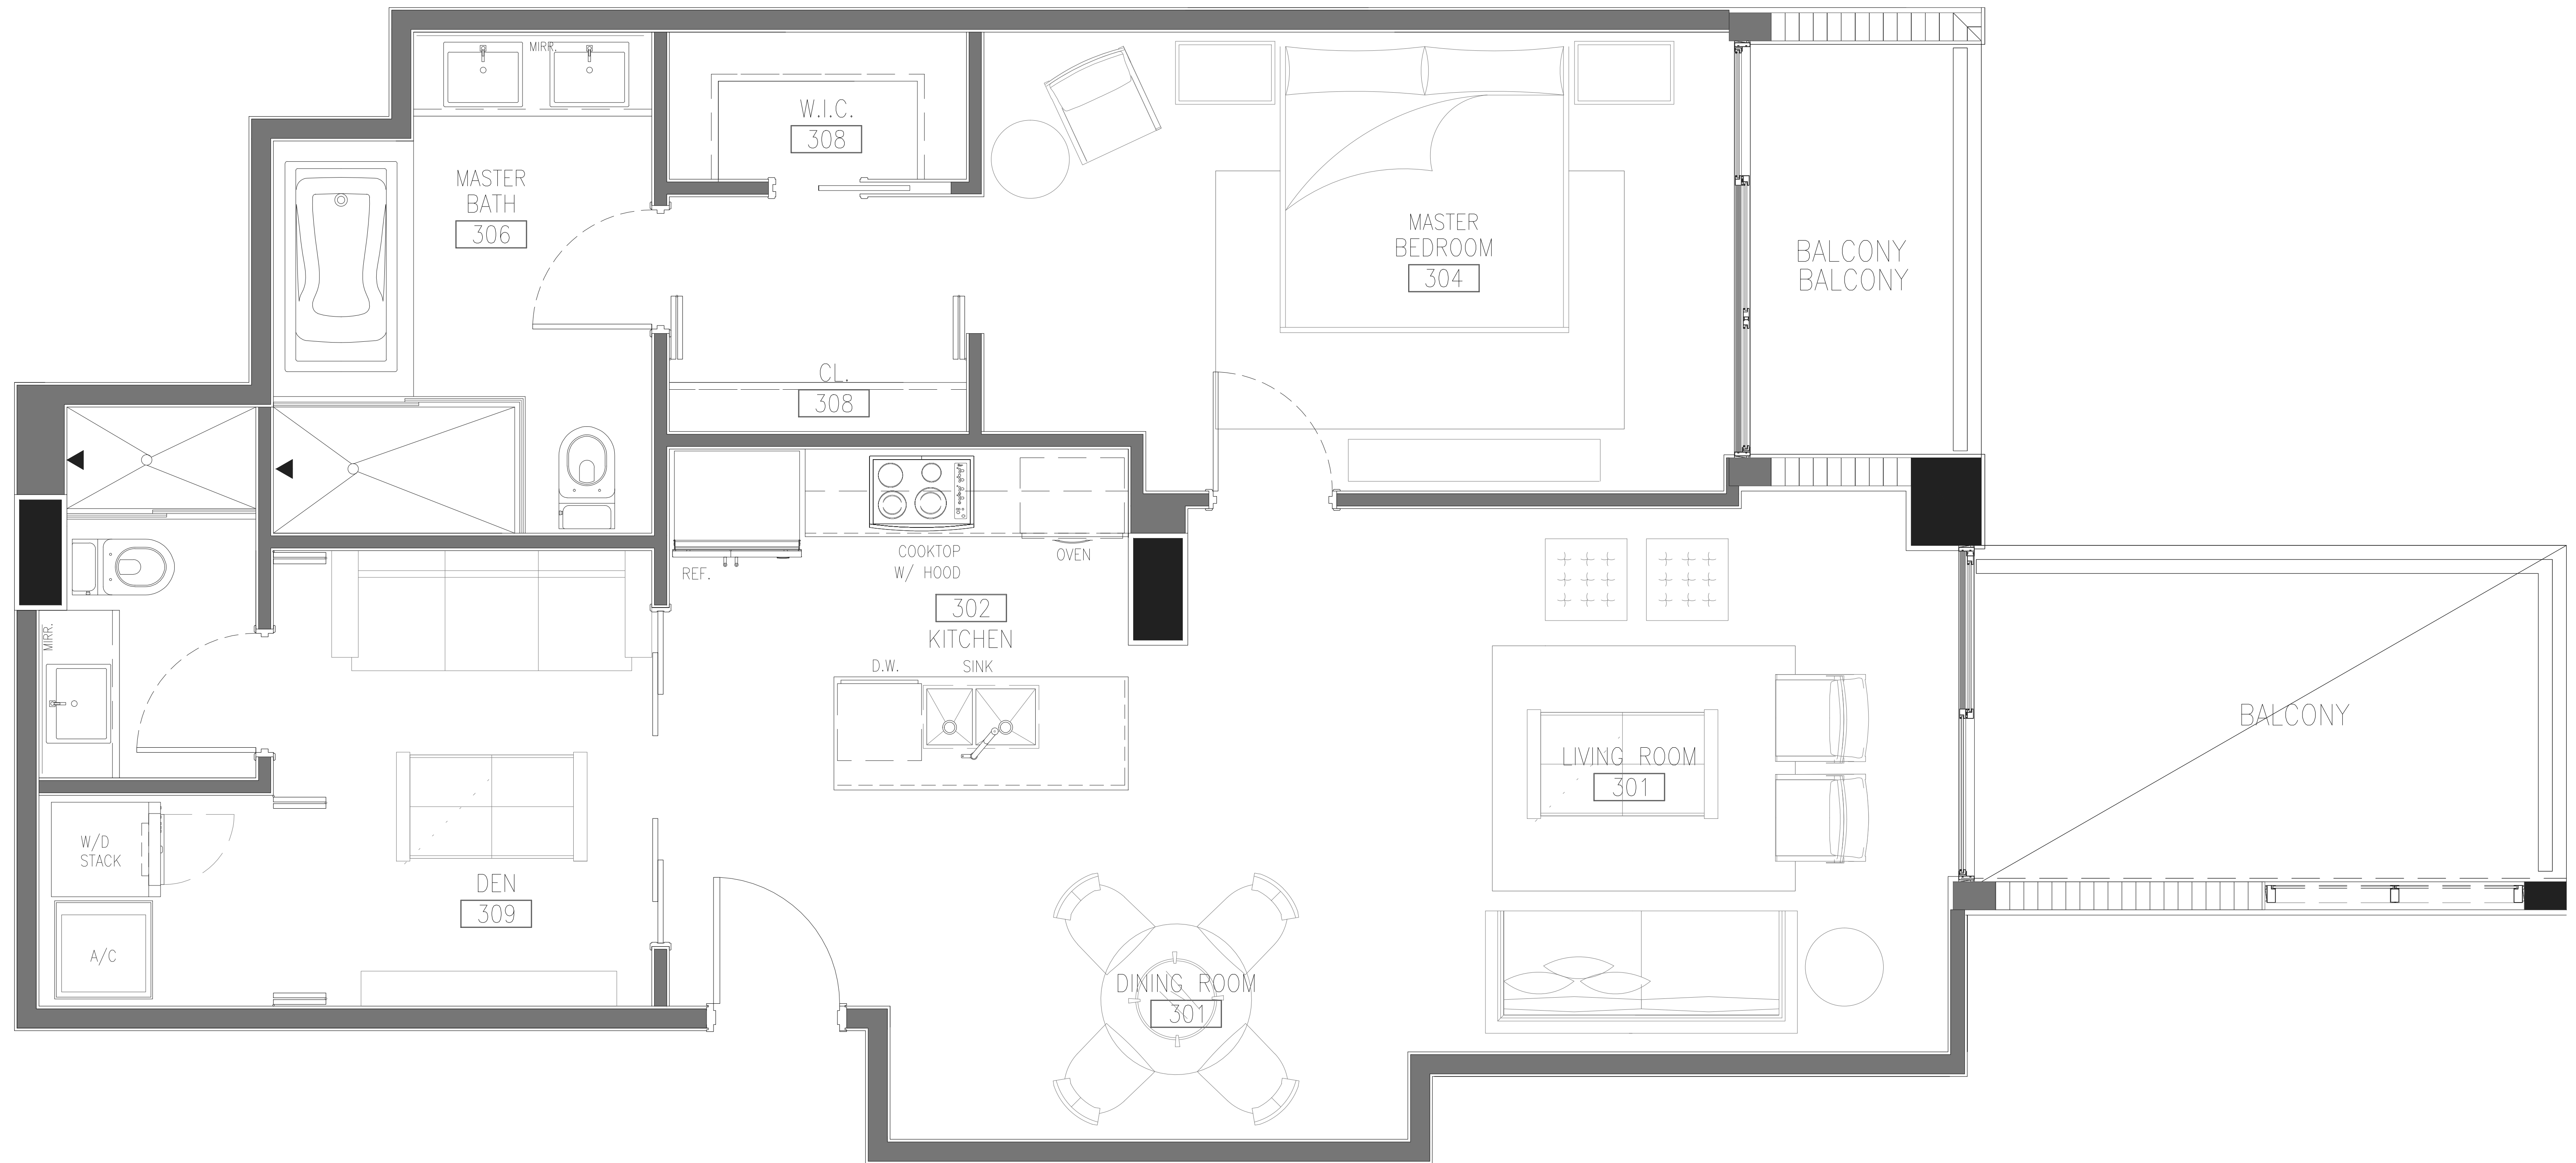 MIRR.
W.I.C.
308
MASTER
BATH
306
MASTER
BEDROOM
304
BALCONY
BALCONY
CL.
308
COOKTOP
W/ HOOD
OVEN
REF.
302
KITCHEN
MIRR.
D.W.
SINK
BALCONY
LIVING ROOM
301
W/D
STACK
DEN
309
A/C
DINING ROOM
301